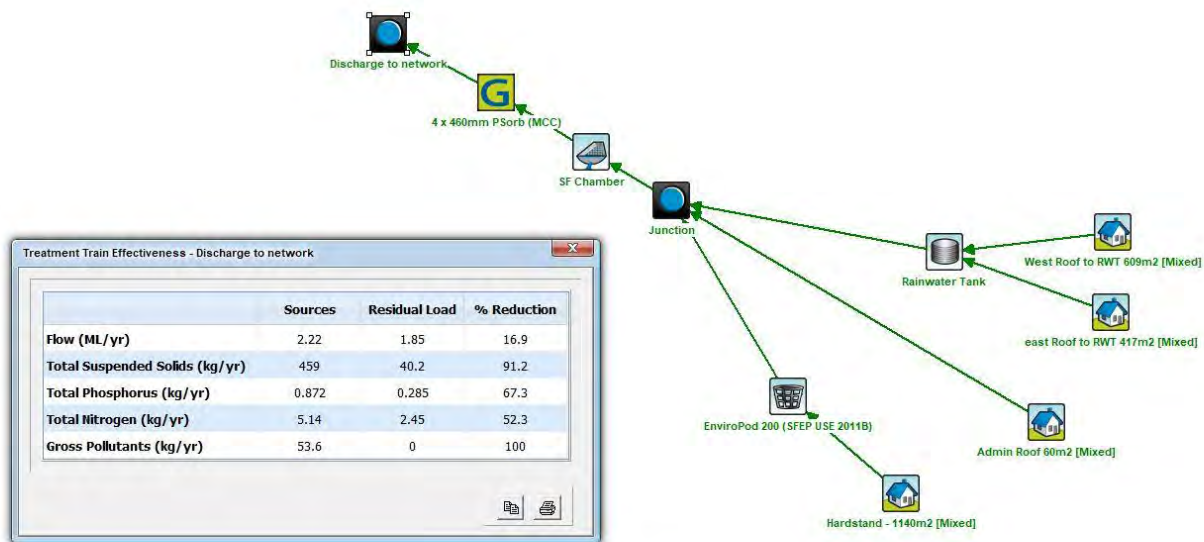 Discharge to network
G
4 x 460mm PSorb (MCC)
SF Chamber
Junction
West Roof to RWT 609m2 [Mixed]
Rainwater Tank
east Roof to RWT 417m2 [Mixed]
EnviroPod 200 (SFEP USE 2011B)
Admin Roof 60m2 [Mixed]
Hardstand - 1140m2 [Mixed]
Treatment Train Effectiveness - Discharge to network
Sources Residual Load % Reduction
Flow (ML/yr) 2.22 1.85 16.9
Total Suspended Solids (kg/yr) 459 40.2 91.2
Total Phosphorus (kg/yr) 0.872 0.285 67.3
Total Nitrogen (kg/yr) 5.14 2.45 52.3
Gross Pollutants (kg/yr) 53.6 0 100